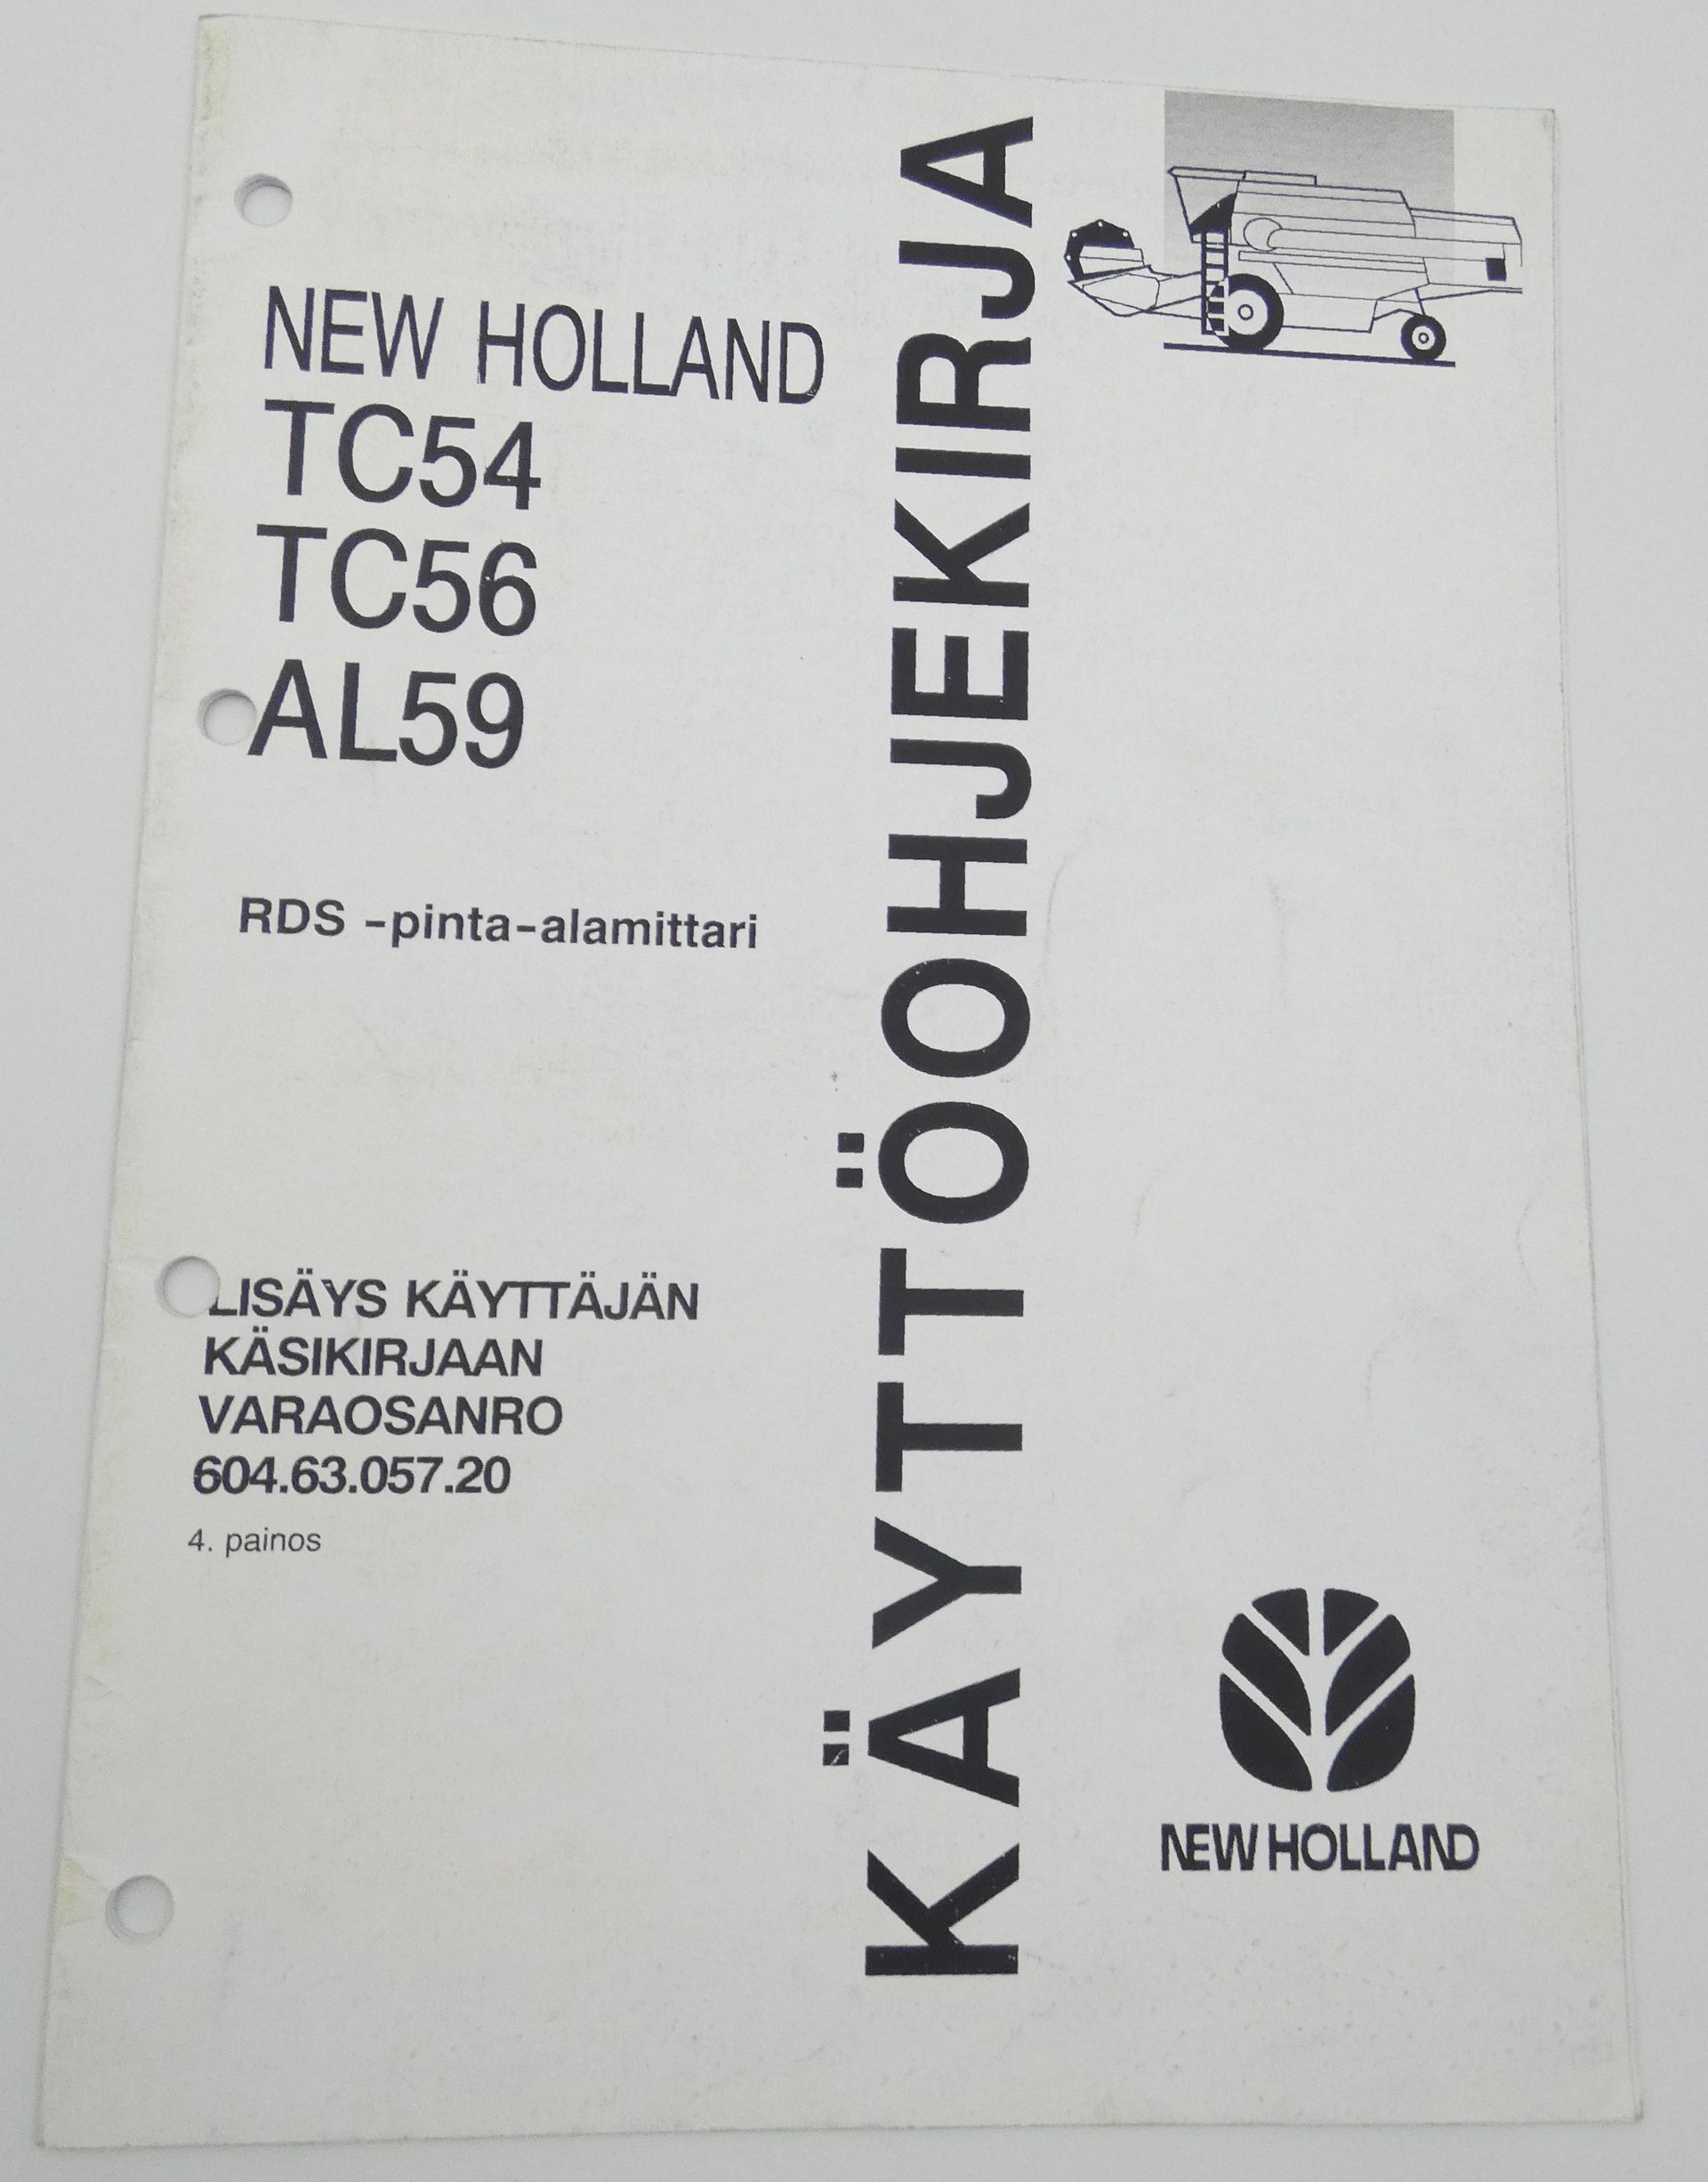 NEW HOLLAND
TC54
TC56
AL59
RDS -pinta-alamittari
LISÄYS KÄYTTÄJÄN
KÄSIKIRJAAN
VARAOSANRO
604.63.057.20
4. painos
KÄYTTÖOHJEKIRJA
NEW HOLLAND